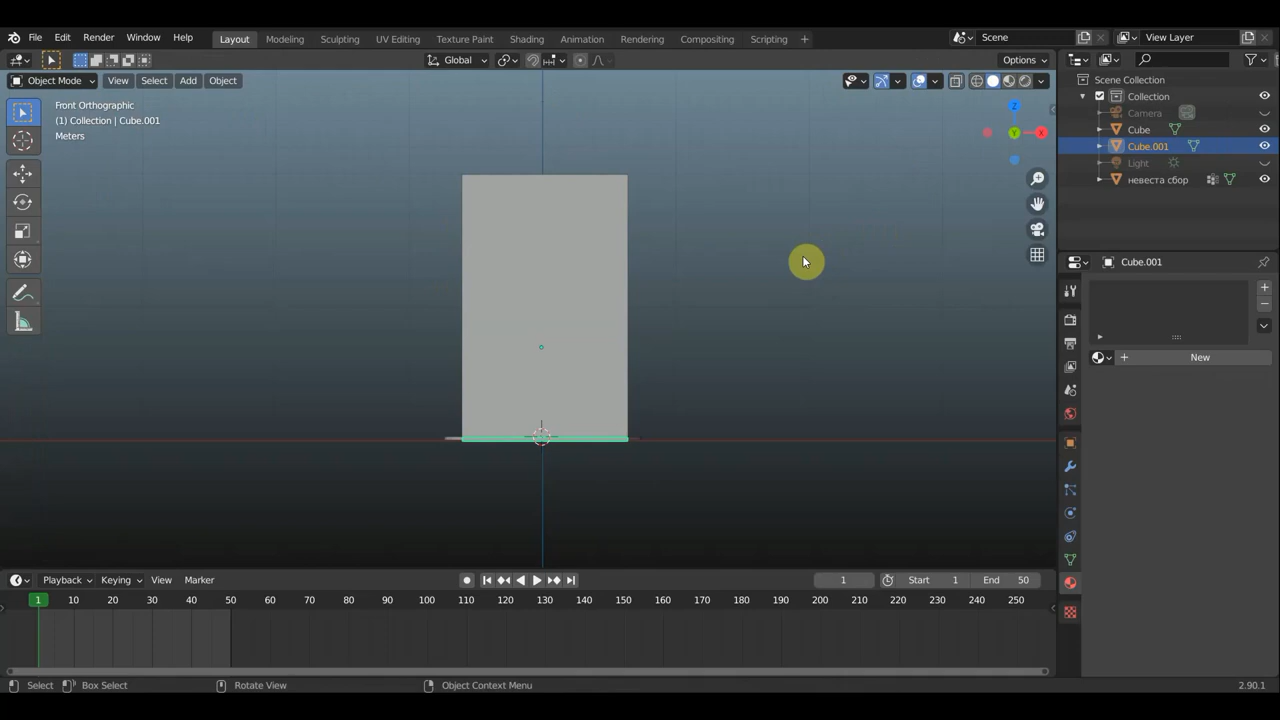 File Edit Render Window Help Layout Modeling Sculpting UV Editing Texture Paint Shading Animation Rendering Compositing Scripting Scene View Layer
Global Options
Object Mode View Select Add Object
Front Orthographic
(1) Collection | Cube.001
Meters
Z
X
Y
Scene Collection
Collection
Camera
Cube
Cube.001
Light
невеста сбор
Cube.001
New
Playback Keying View Marker 1 Start 1 End 50
1 10 20 30 40 50 60 70 80 90 100 110 120 130 140 150 160 170 180 190 200 210 220 230 240 250
Select Box Select Rotate View Object Context Menu 2.90.1